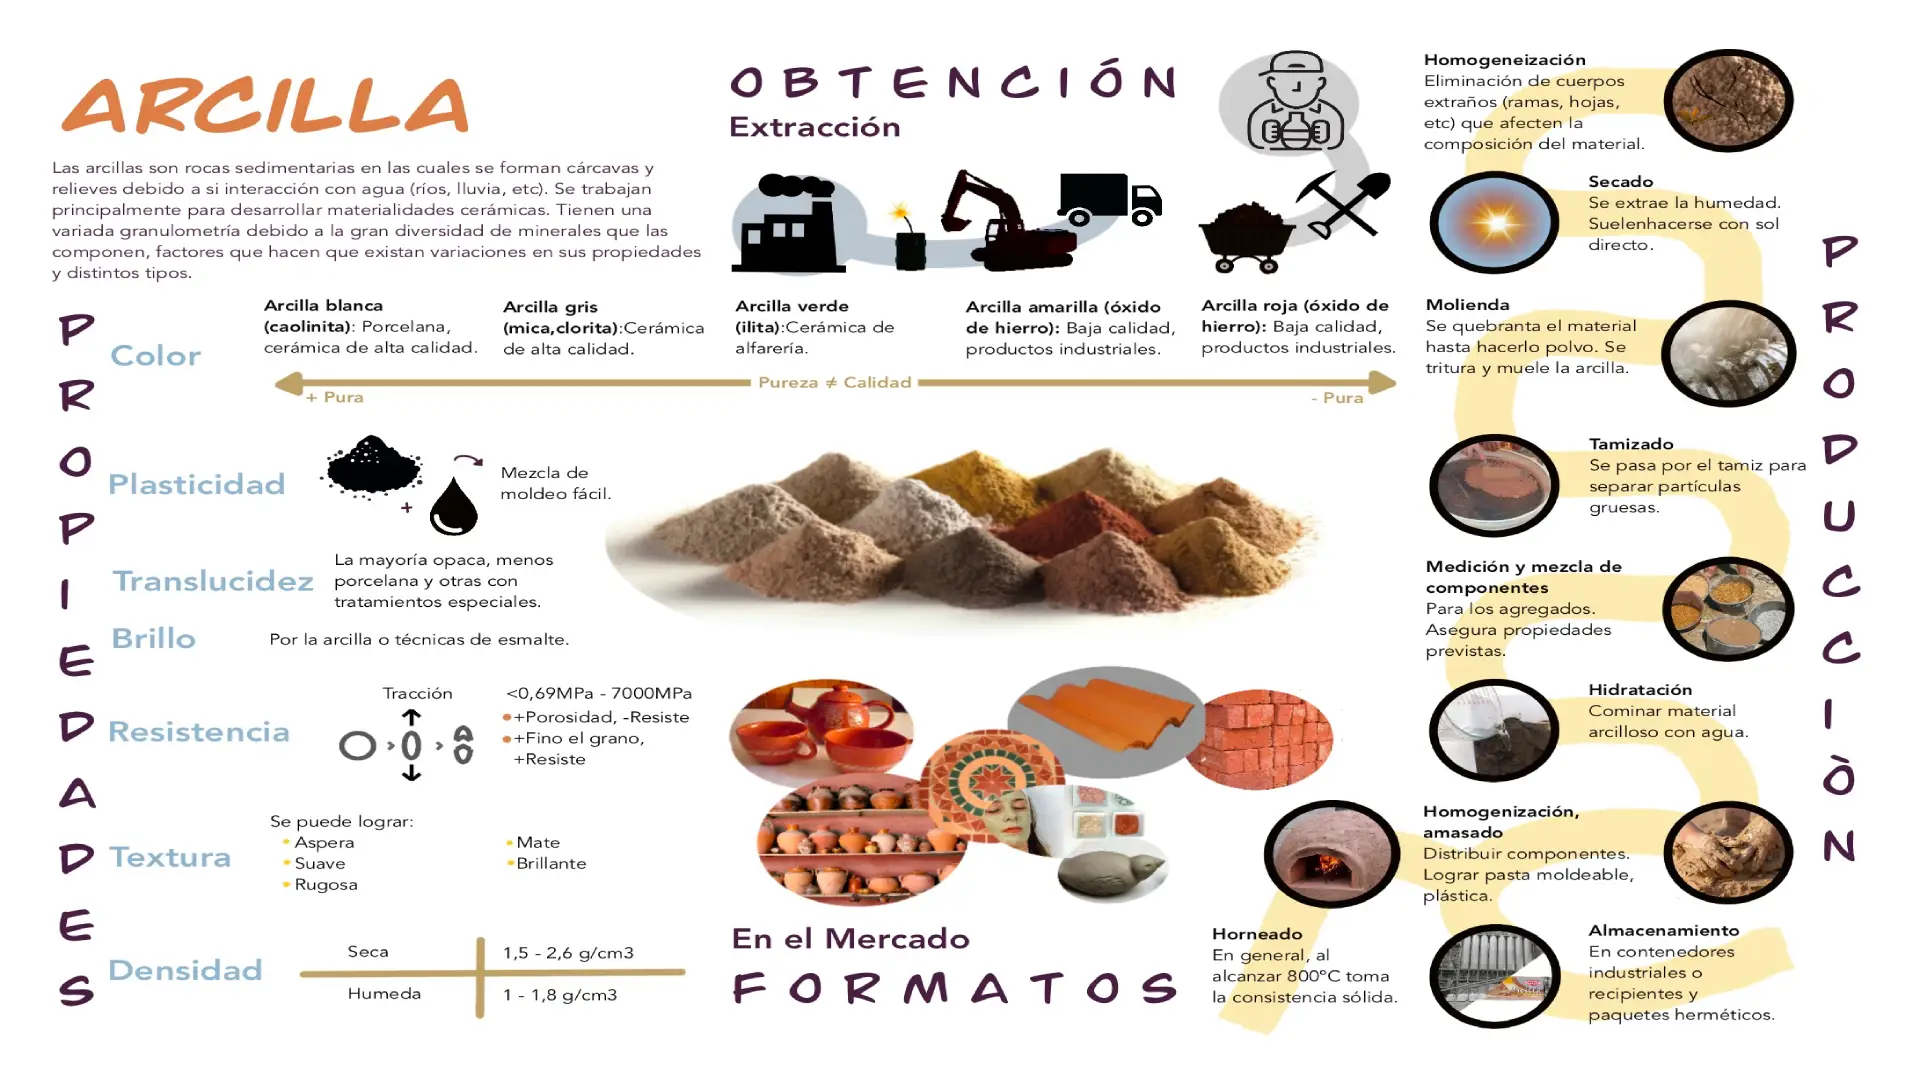 ARCILLA
Las arcillas son rocas sedimentarias en las cuales se forman cárcavas y
relieves debido a si interacción con agua (ríos, lluvia, etc). Se trabajan
principalmente para desarrollar materialidades cerámicas. Tienen una
variada granulometría debido a la gran diversidad de minerales que las
componen, factores que hacen que existan variaciones en sus propiedades
y distintos tipos.
OBTENCIÓN
Extracción
PROPIEDADES
Color
Arcilla blanca
(caolinita): Porcelana,
cerámica de alta calidad.
Arcilla gris
(mica,clorita):Cerámica
de alta calidad.
Arcilla verde
(ilita):Cerámica de
alfarería.
Arcilla amarilla (óxido
de hierro): Baja calidad,
productos industriales.
Arcilla roja (óxido de
hierro): Baja calidad,
productos industriales.
Pureza ≠ Calidad
+ Pura
- Pura
Plasticidad
+
Mezcla de
moldeo fácil.
Translucidez
La mayoría opaca, menos
porcelana y otras con
tratamientos especiales.
Brillo
Por la arcilla o técnicas de esmalte.
Resistencia
Tracción
<0,69MPa - 7000MPa
+Porosidad, -Resiste
+Fino el grano,
+Resiste
Textura
Se puede lograr:
Aspera
Suave
Rugosa
Mate
Brillante
Densidad
Seca
1,5 - 2,6 g/cm3
Humeda
1 - 1,8 g/cm3
En el Mercado
FORMATOS
PRODUCCIÒN
Homogeneización
Eliminación de cuerpos
extraños (ramas, hojas,
etc) que afecten la
composición del material.
Secado
Se extrae la humedad.
Suelenhacerse con sol
directo.
Molienda
Se quebranta el material
hasta hacerlo polvo. Se
tritura y muele la arcilla.
Tamizado
Se pasa por el tamiz para
separar partículas
gruesas.
Medición y mezcla de
componentes
Para los agregados.
Asegura propiedades
previstas.
Hidratación
Cominar material
arcilloso con agua.
Homogenización,
amasado
Distribuir componentes.
Lograr pasta moldeable,
plástica.
Almacenamiento
En contenedores
industriales o
recipientes y
paquetes herméticos.
Horneado
En general, al
alcanzar 800°C toma
la consistencia sólida.